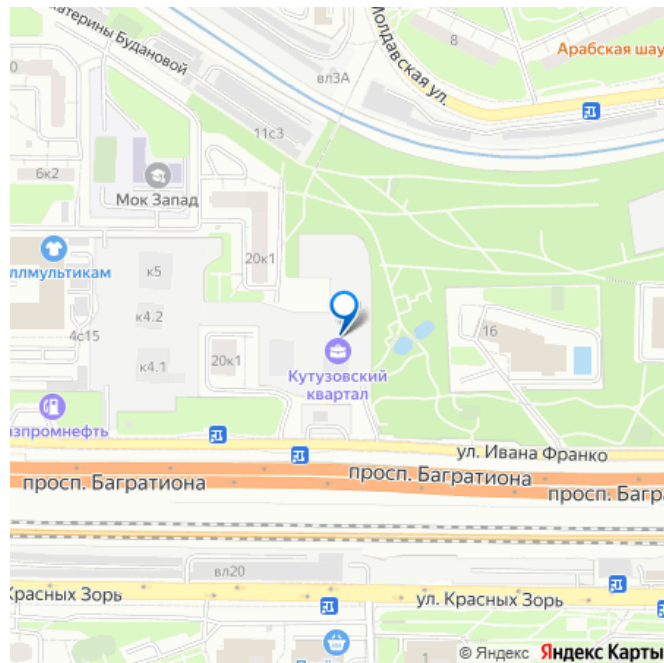 катерины Будановой
Молдавская ул.
8
Арабская шау
вл3А
11с3
6к2
Мок Запад
20к1
ллмультикам
к5
к4.2
4с15
16
к4.1
20к1
Кутузовский
квартал
азпромнефть
ул. Ивана Франко
просп. Багратиона
просп. Багратиона
просп. Багра
вл20
Красных Зорь
ул. Красных Зорь
© Яндекс Яндекс Карты